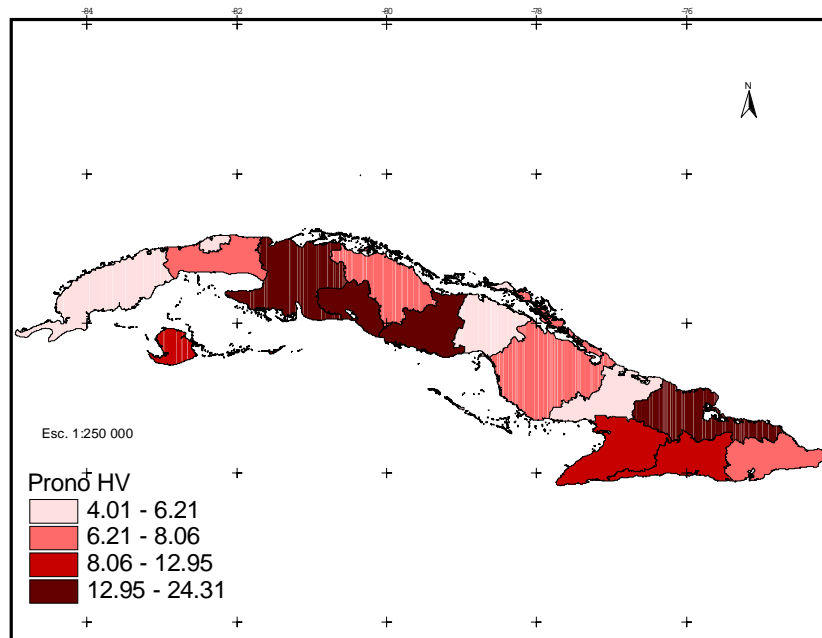 -84 -82 -80 -78 -76
N
Esc. 1:250 000
Prono HV
4.01 - 6.21
6.21 - 8.06
8.06 - 12.95
12.95 - 24.31